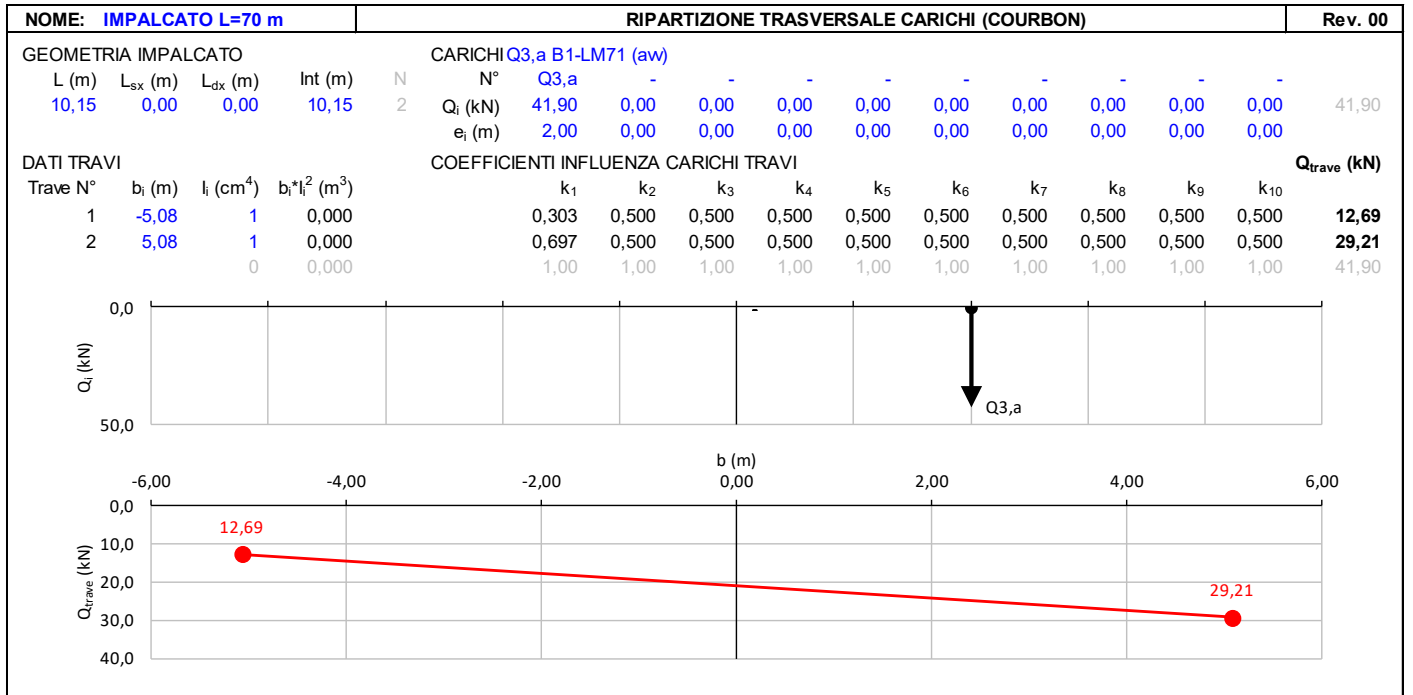 NOME: IMPALCATO L=70 m RIPARTIZIONE TRASVERSALE CARICHI (COURBON) Rev. 00
GEOMETRIA IMPALCATO CARICHI Q3,a B1-LM71 (aw)
L (m) Lsx (m) Ldx (m) Int (m) N N° Q3,a - - - - - - - - -
10,15 0,00 0,00 10,15 2 Qi (kN) 41,90 0,00 0,00 0,00 0,00 0,00 0,00 0,00 0,00 0,00 41,90
ei (m) 2,00 0,00 0,00 0,00 0,00 0,00 0,00 0,00 0,00 0,00
DATI TRAVI COEFFICIENTI INFLUENZA CARICHI TRAVI Qtrave (kN)
Trave N° bi (m) Ii (cm4) bi*Ii2 (m3) k1 k2 k3 k4 k5 k6 k7 k8 k9 k10
1 -5,08 1 0,000 0,303 0,500 0,500 0,500 0,500 0,500 0,500 0,500 0,500 0,500 12,69
2 5,08 1 0,000 0,697 0,500 0,500 0,500 0,500 0,500 0,500 0,500 0,500 0,500 29,21
0 0,000 1,00 1,00 1,00 1,00 1,00 1,00 1,00 1,00 1,00 1,00 41,90
0,0
-
Qi (kN)
Q3,a
50,0
b (m)
-6,00 -4,00 -2,00 0,00 2,00 4,00 6,00
0,0
12,69
10,0
Qtrave (kN)
20,0
29,21
30,0
40,0